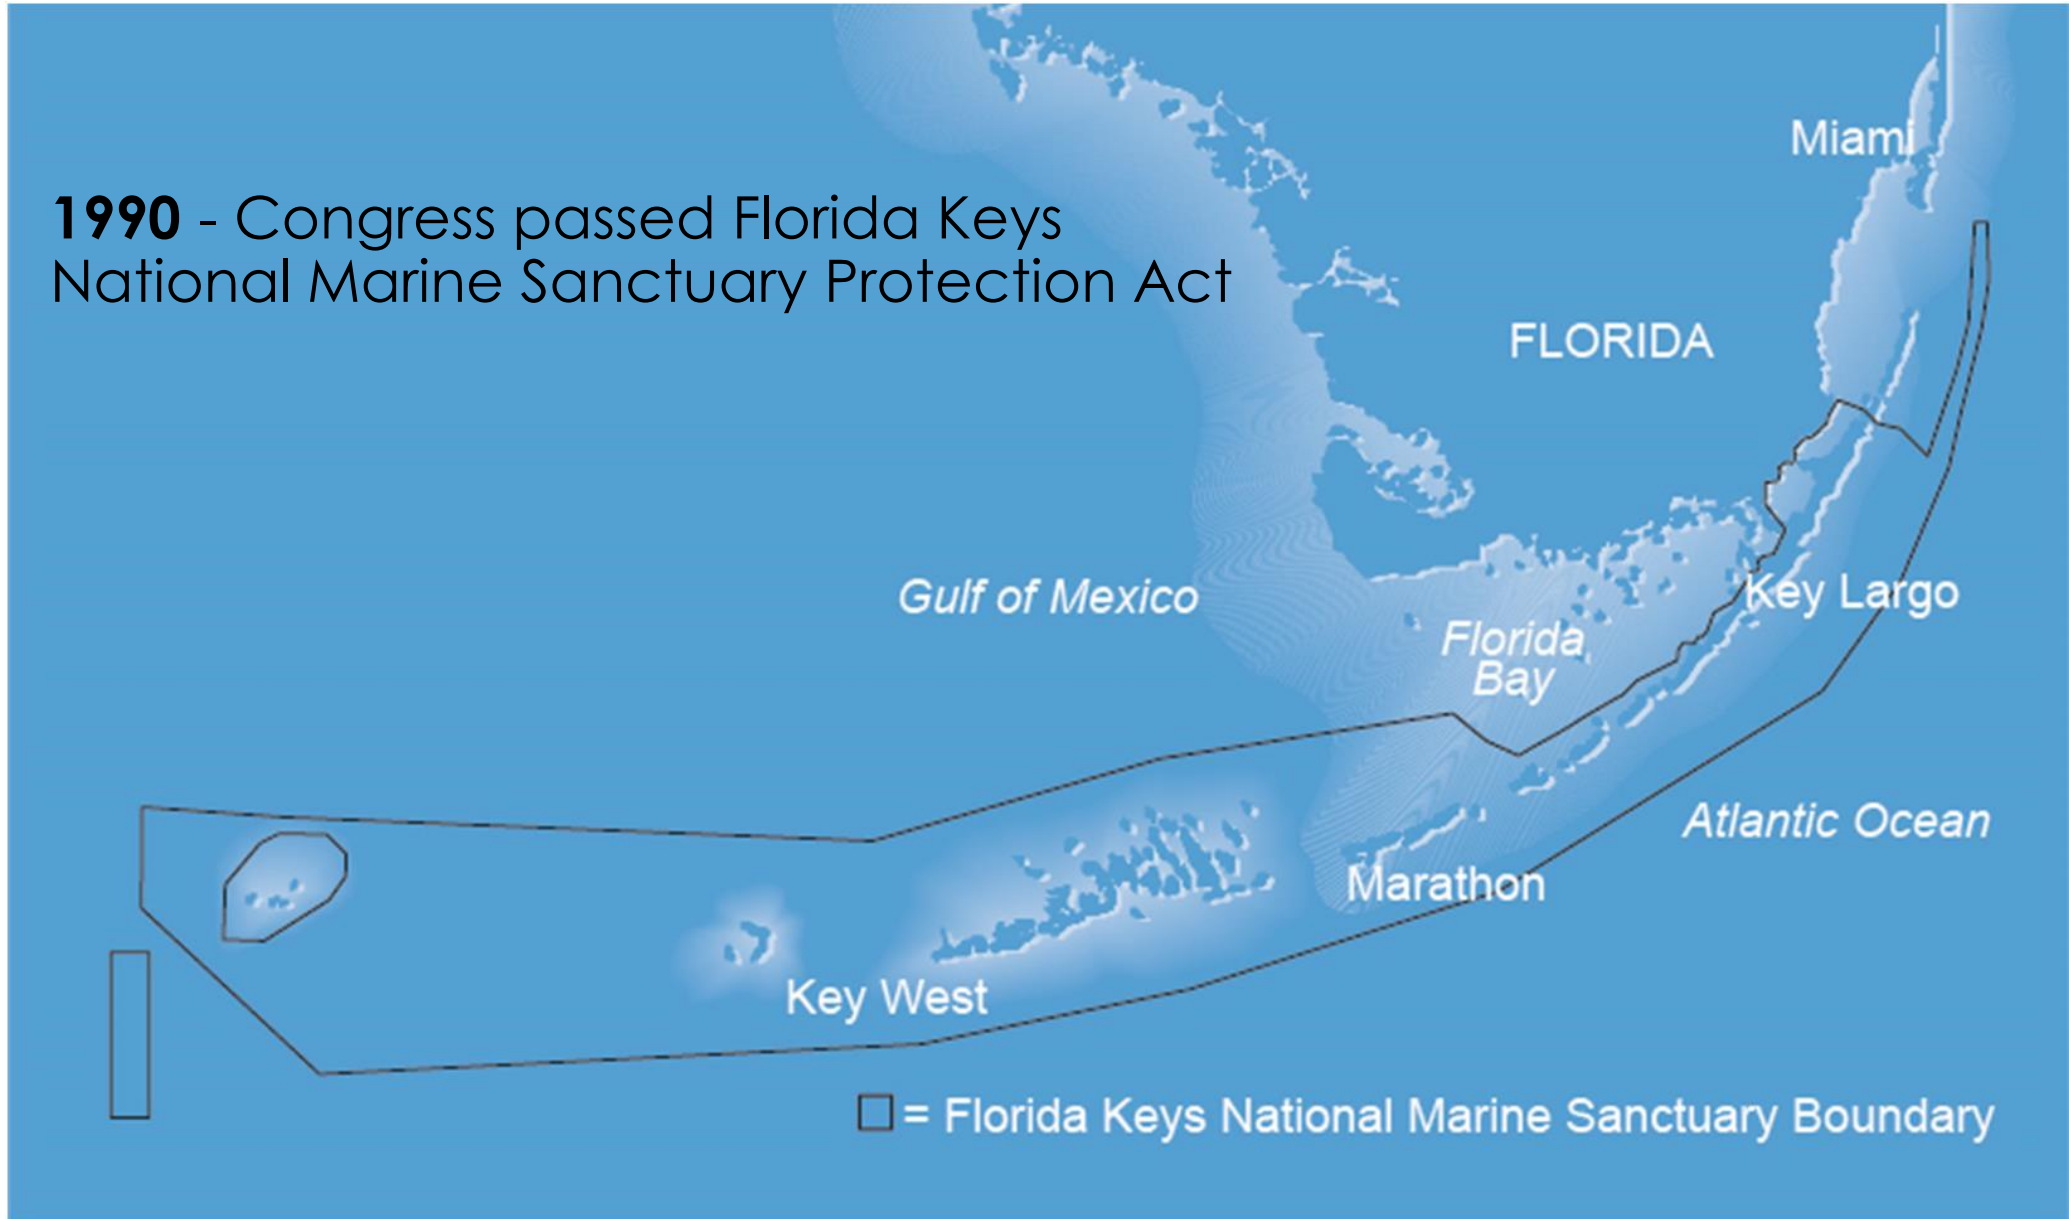 Miami
1990 - Congress passed Florida Keys
National Marine Sanctuary Protection Act
FLORIDA
Gulf of Mexico
Key Largo
Florida
Bay
Atlantic Ocean
Marathon
Key West
= Florida Keys National Marine Sanctuary Boundary